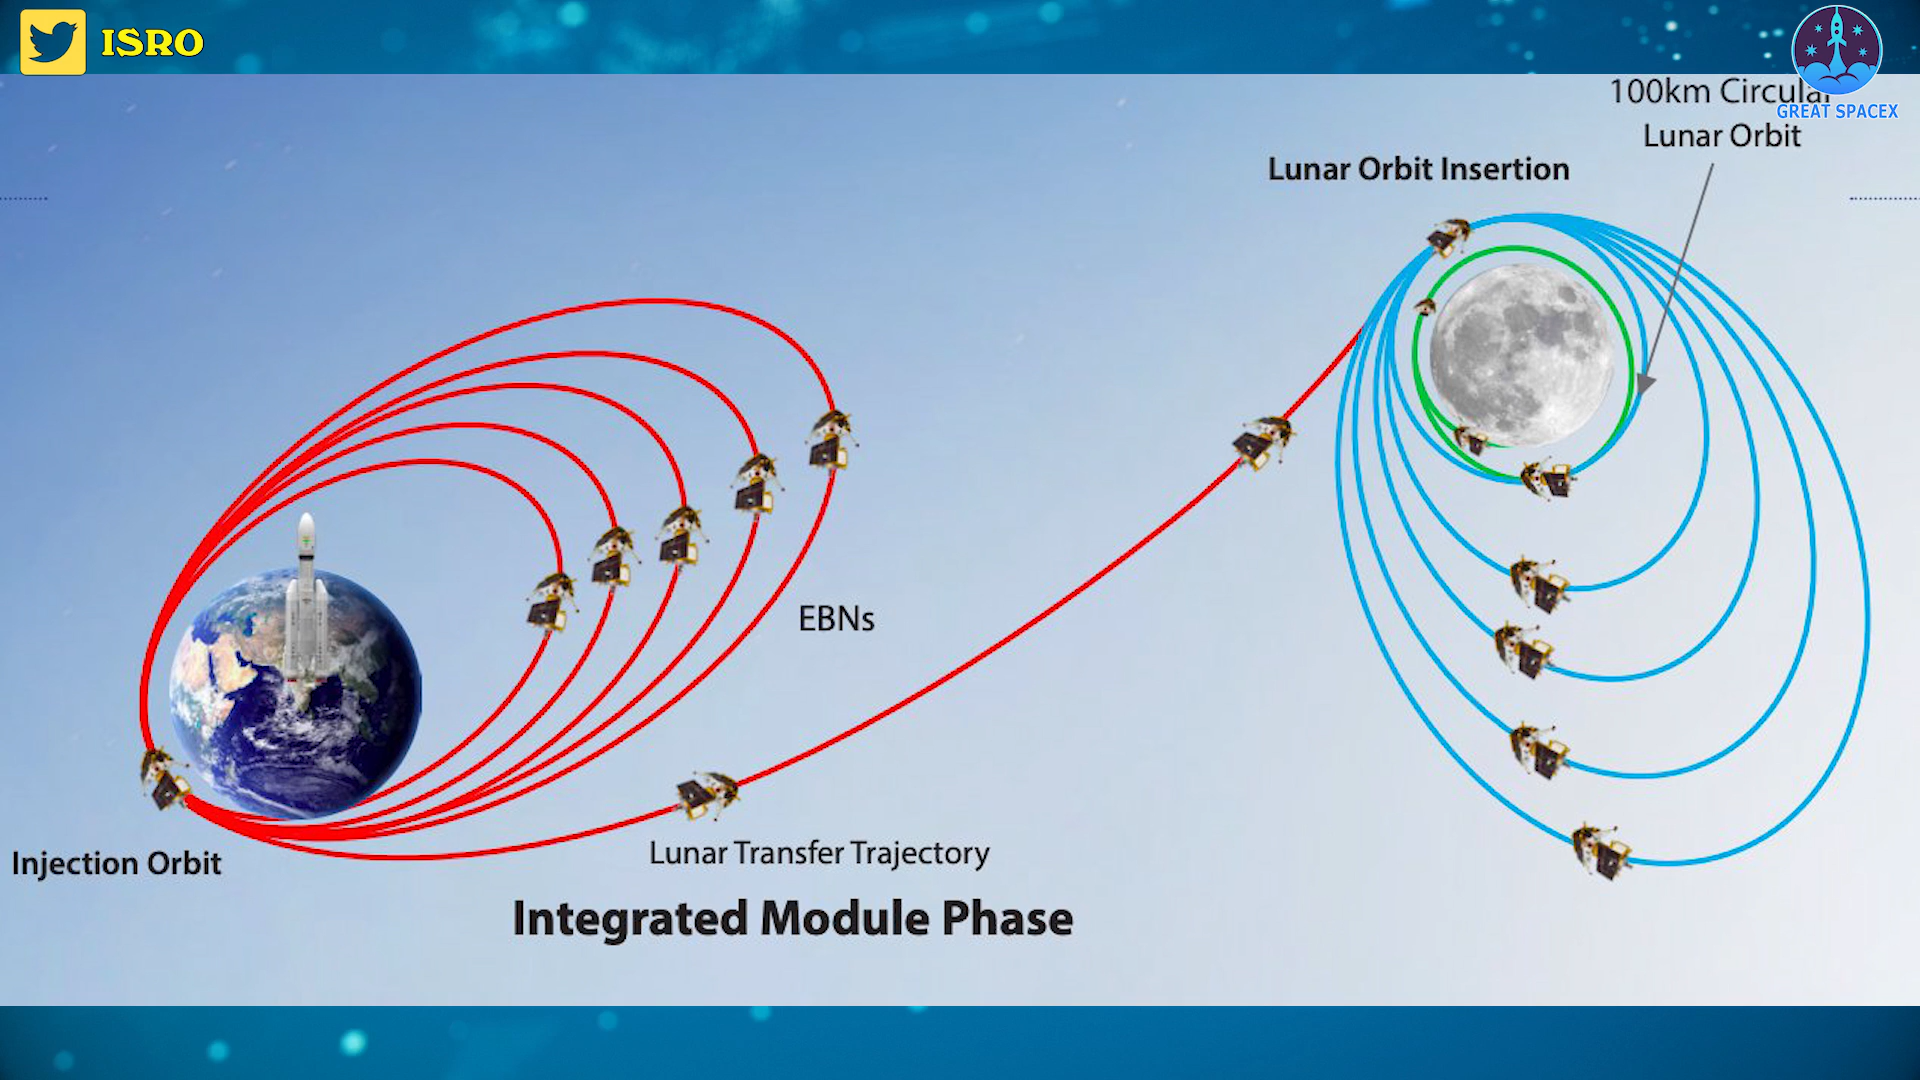 ISRO
GREAT SPACEX
100km Circular
Lunar Orbit
Lunar Orbit Insertion
EBNs
Lunar Transfer Trajectory
Injection Orbit
Integrated Module Phase